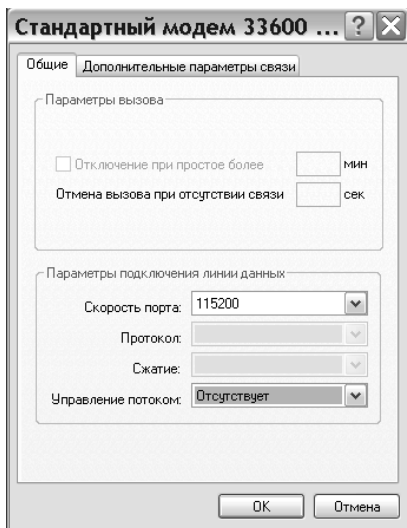 Стандартный модем 33600 ...
Общие Дополнительные параметры связи
Параметры вызова
Отключение при простое более мин
Отмена вызова при отсутствии связи сек
Параметры подключения линии данных
Скорость порта: 115200
Протокол:
Сжатие:
Управление потоком: Отсутствует
OK Отмена